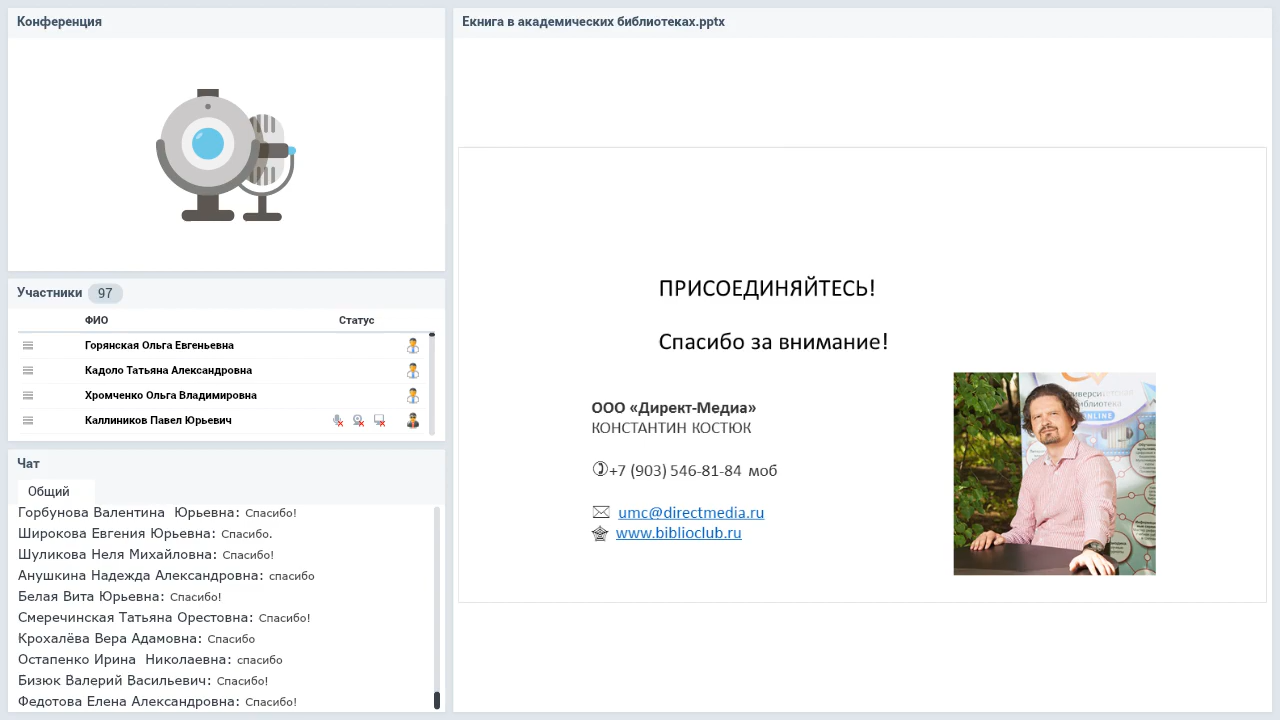 Конференция
Участники 97
ФИО Статус
Горянская Ольга Евгеньевна
Кадоло Татьяна Александровна
Хромченко Ольга Владимировна
Каллиников Павел Юрьевич
Чат
Общий
Горбунова Валентина Юрьевна: Спасибо!
Широкова Евгения Юрьевна: Спасибо.
Шуликова Неля Михайловна: Спасибо!
Анушкина Надежда Александровна: спасибо
Белая Вита Юрьевна: Спасибо!
Смеречинская Татьяна Орестовна: Спасибо!
Крохалёва Вера Адамовна: Спасибо
Остапенко Ирина Николаевна: спасибо
Бизюк Валерий Васильевич: Спасибо!
Федотова Елена Александровна: Спасибо!
Екнига в академических библиотеках.pptx
ПРИСОЕДИНЯЙТЕСЬ!
Спасибо за внимание!
ООО «Директ-Медиа»
КОНСТАНТИН КОСТЮК
+7 (903) 546-81-84 моб
umc@directmedia.ru
www.biblioclub.ru
ONLINE